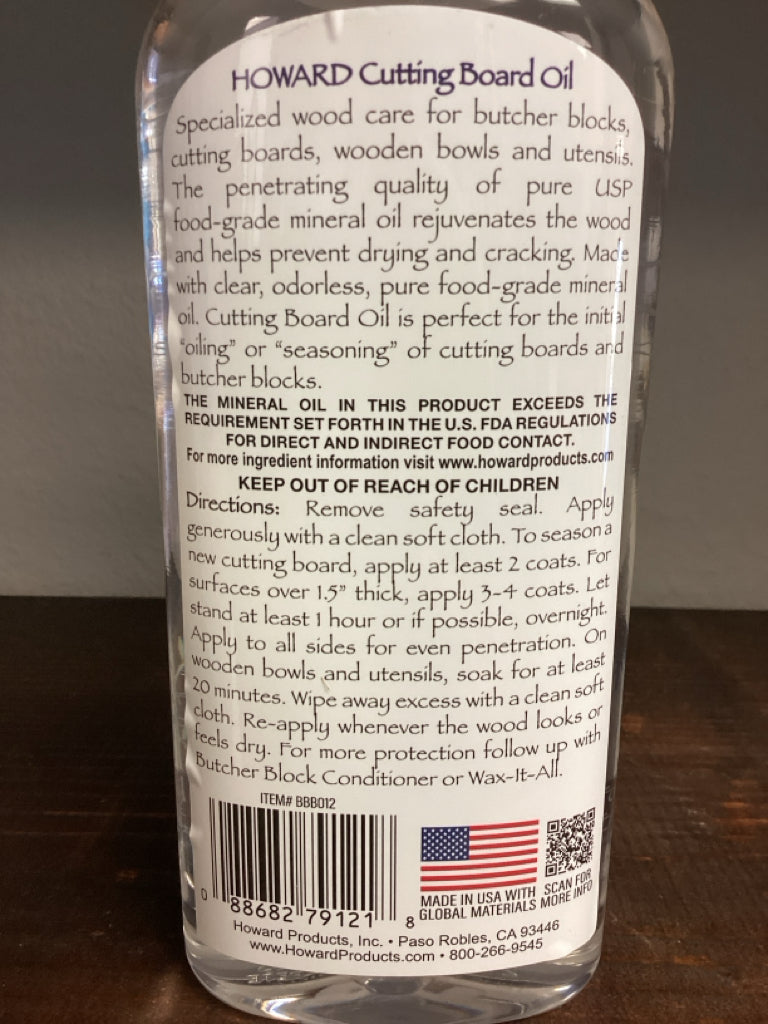 HOWARD Cutting Board Oil
Specialized wood care for butcher blocks,
cutting boards, wooden bowls and utensils.
The penetrating quality of pure USP
food-grade mineral oil rejuvenates the wood
and helps prevent drying and cracking. Made
with clear, odorless, pure food-grade mineral
oil. Cutting Board Oil is perfect for the initial
“oiling” or “seasoning” of cutting boards and
butcher blocks.
THE MINERAL OIL IN THIS PRODUCT EXCEEDS THE
REQUIREMENT SET FORTH IN THE U.S. FDA REGULATIONS
FOR DIRECT AND INDIRECT FOOD CONTACT.
For more ingredient information visit www.howardproducts.com
KEEP OUT OF REACH OF CHILDREN
Directions: Remove safety seal. Apply
generously with a clean soft cloth. To season a
new cutting board, apply at least 2 coats. For
surfaces over 1.5” thick, apply 3-4 coats. Let
stand at least 1 hour or if possible, overnight.
Apply to all sides for even penetration. On
wooden bowls and utensils, soak for at least
20 minutes. Wipe away excess with a clean soft
cloth. Re-apply whenever the wood looks or
feels dry. For more protection follow up with
Butcher Block Conditioner or Wax-It-All.
ITEM# BBB012
0 88682 79121 8
MADE IN USA WITH
GLOBAL MATERIALS
SCAN FOR
MORE INFO
Howard Products, Inc. • Paso Robles, CA 93446
www.HowardProducts.com • 800-266-9545